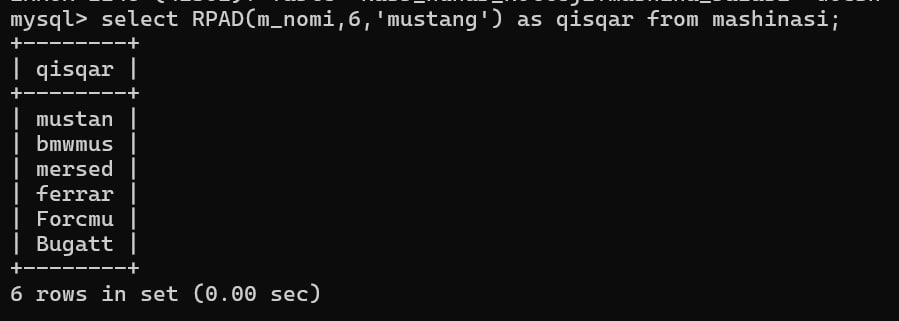 mysql> select RPAD(m_nomi,6,'mustang') as qisqar from mashinasi;
+--------+
| qisqar |
+--------+
| mustan |
| bmwmus |
| mersed |
| ferrar |
| Forcmu |
| Bugatt |
+--------+
6 rows in set (0.00 sec)